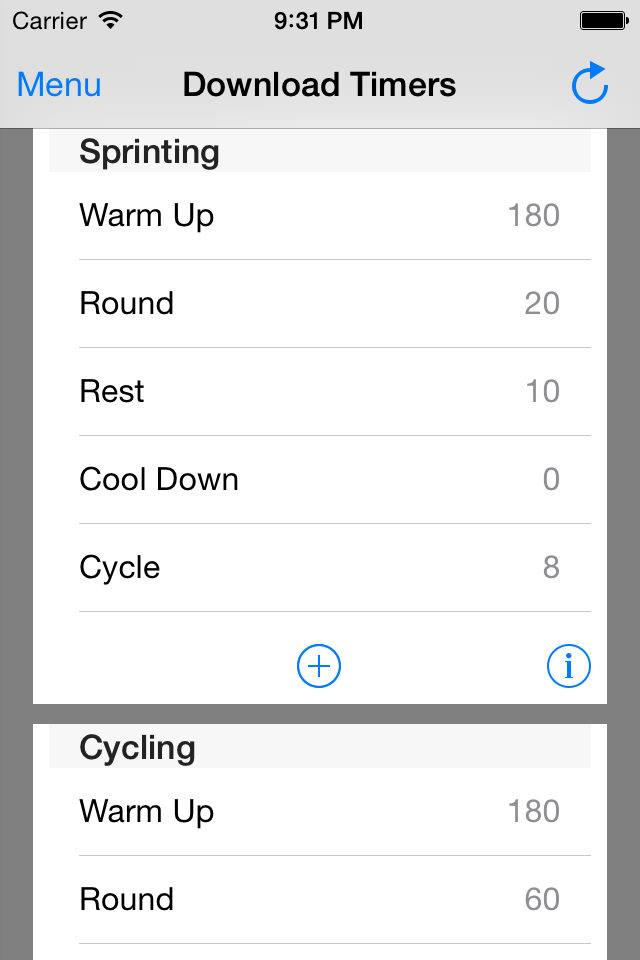 Carrier 9:31 PM
Menu Download Timers
Sprinting
Warm Up 180
Round 20
Rest 10
Cool Down 0
Cycle 8
Cycling
Warm Up 180
Round 60